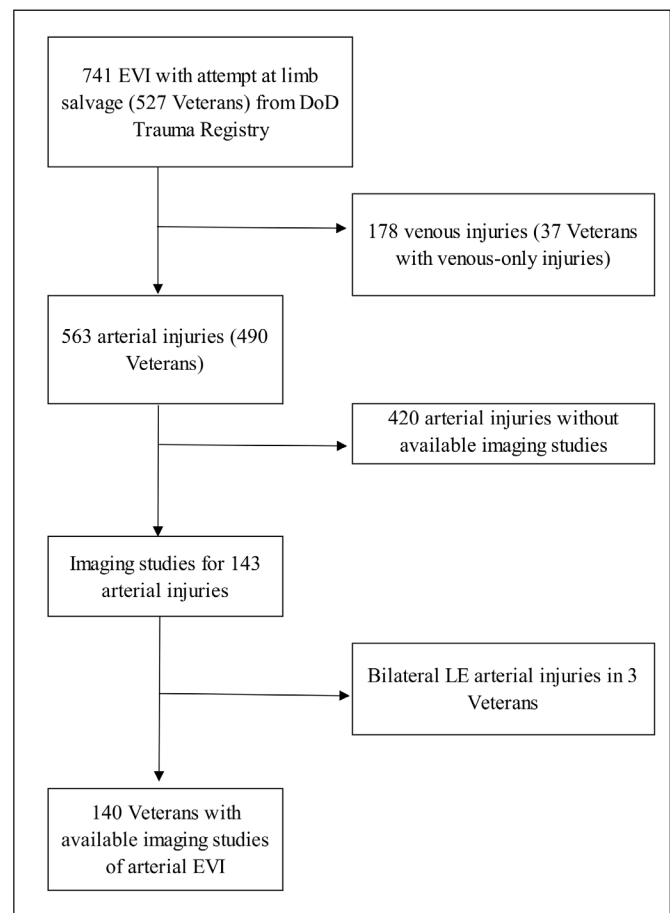 741 EVI with attempt at limb
salvage (527 Veterans) from DoD
Trauma Registry
178 venous injuries (37 Veterans
with venous-only injuries)
563 arterial injuries (490
Veterans)
420 arterial injuries without
available imaging studies
Imaging studies for 143
arterial injuries
Bilateral LE arterial injuries in 3
Veterans
140 Veterans with
available imaging studies
of arterial EVI